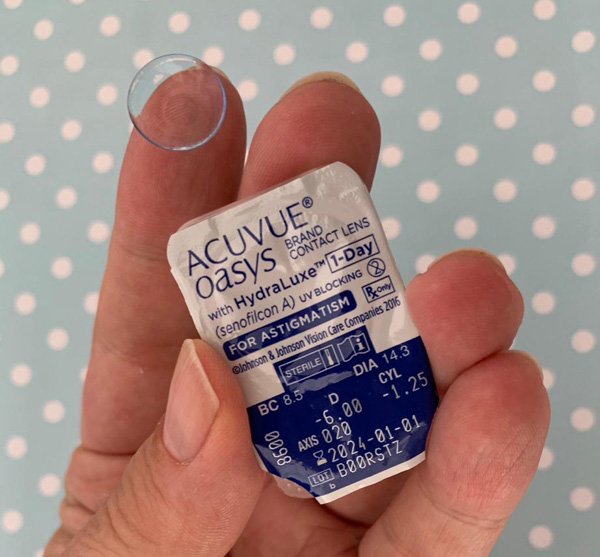 ACUVUE®
OASYS BRAND CONTACT LENS
with HydraLuxe™ 1-Day
(senofilcon A) UV BLOCKING 2
FOR ASTIGMATISM Rx Only
©Johnson & Johnson Vision Care Companies 2016
STERILE i
BC 8.5 DIA 14.3
D CYL
-6.00 -1.25
AXIS 020
2024-01-01
LOT B00RSTZ
b
8600